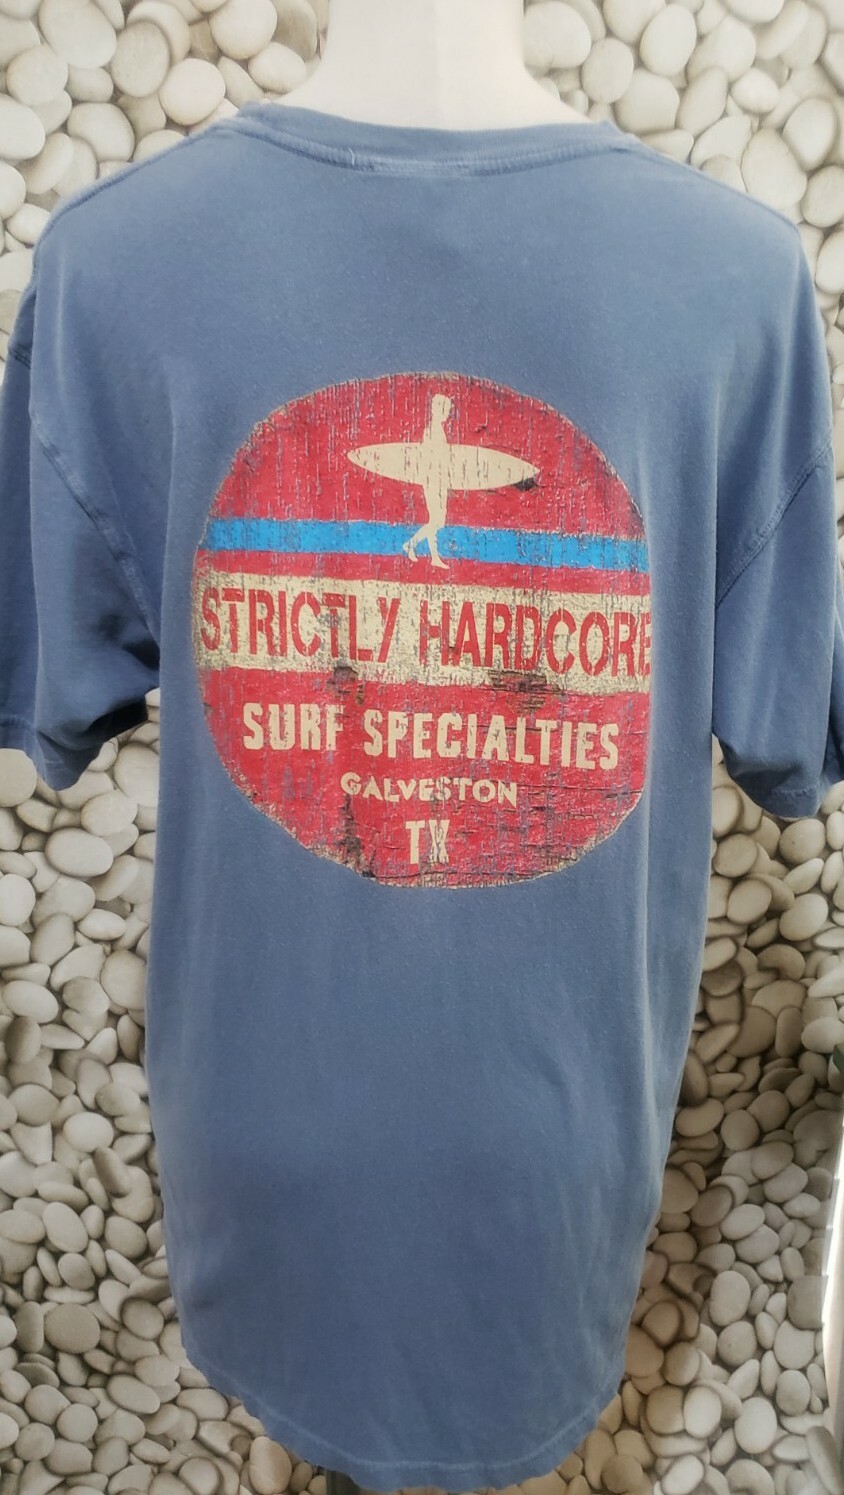 STRICTLY HARDCORE
SURF SPECIALTIES
GALVESTON
TX